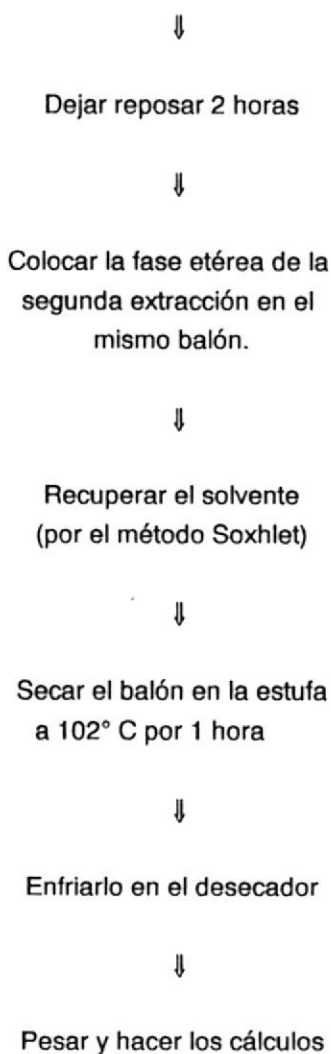 ⇓
Dejar reposar 2 horas
⇓
Colocar la fase etérea de la
segunda extracción en el
mismo balón.
⇓
Recuperar el solvente
(por el método Soxhlet)
⇓
Secar el balón en la estufa
a 102° C por 1 hora
⇓
Enfriarlo en el desecador
⇓
Pesar y hacer los cálculos